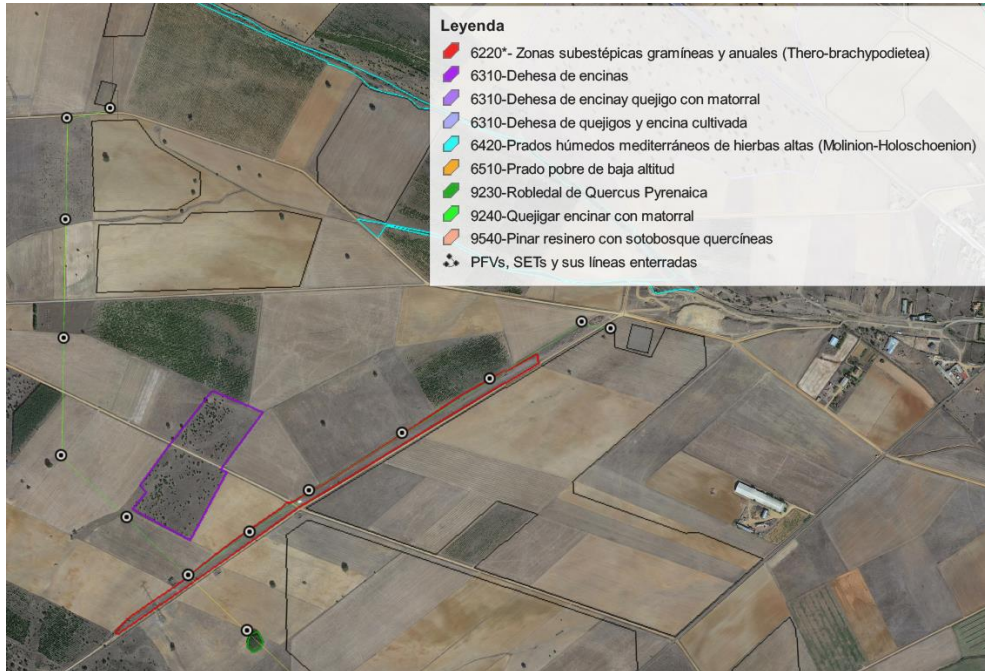 Leyenda
6220*- Zonas subestépicas gramíneas y anuales (Thero-brachypodietea)
6310-Dehesa de encinas
6310-Dehesa de encinay quejigo con matorral
6310-Dehesa de quejigos y encina cultivada
6420-Prados húmedos mediterráneos de hierbas altas (Molinion-Holoschoenion)
6510-Prado pobre de baja altitud
9230-Robledal de Quercus Pyrenaica
9240-Quejigar encinar con matorral
9540-Pinar resinero con sotobosque quercíneas
PFVs, SETs y sus líneas enterradas